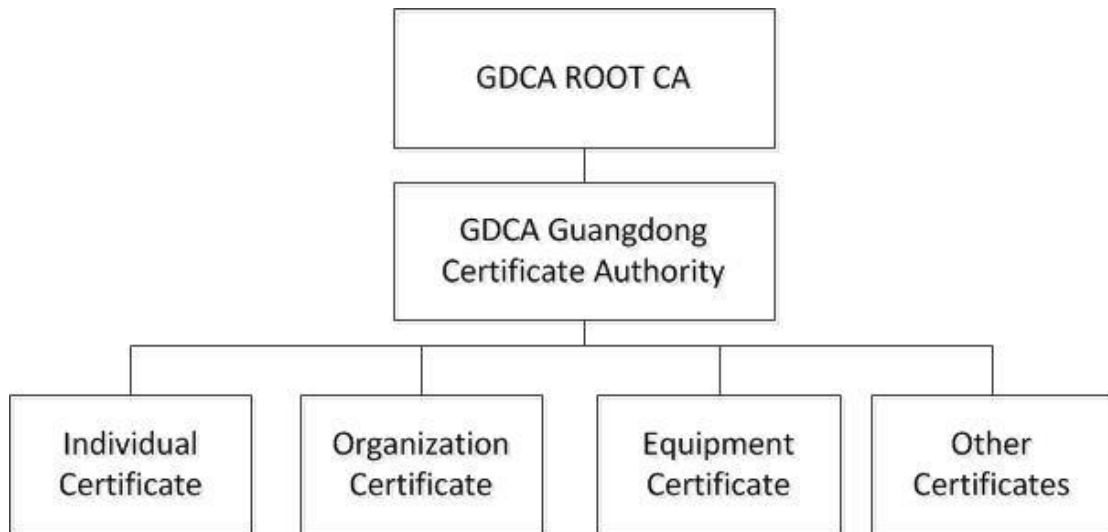 GDCA ROOT CA
GDCA Guangdong
Certificate Authority
Individual
Certificate
Organization
Certificate
Equipment
Certificate
Other
Certificates